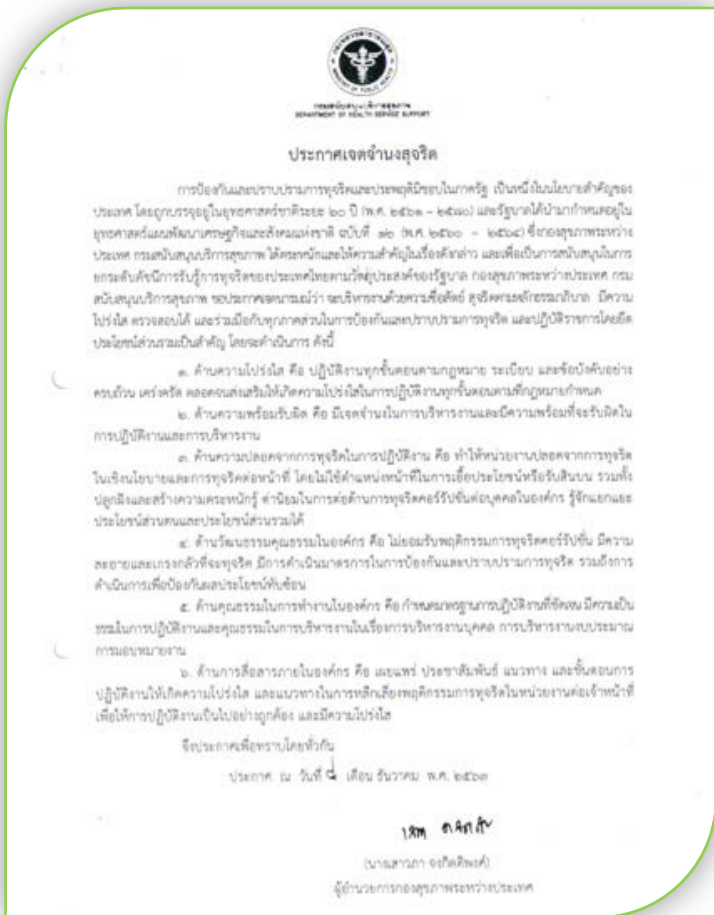 กรมสนับสนุนบริการสุขภาพ
DEPARTMENT OF HEALTH SERVICE SUPPORT
ประกาศเจตจำนงสุจริต
การป้องกันและปราบปรามการทุจริตและประพฤติมิชอบในภาครัฐ เป็นหนึ่งในนโยบายสำคัญของ
ประเทศ โดยถูกบรรจุอยู่ในยุทธศาสตร์ชาติระยะ ๒๐ ปี (พ.ศ. ๒๕๖๑ - ๒๕๘๐) และรัฐบาลได้นำมากำหนดอยู่ใน
ยุทธศาสตร์แผนพัฒนาเศรษฐกิจและสังคมแห่งชาติ ฉบับที่ ๑๒ (พ.ศ. ๒๕๖๐ - ๒๕๖๔) ซึ่งกองสุขภาพระหว่าง
ประเทศ กรมสนับสนุนบริการสุขภาพ ได้ตระหนักและให้ความสำคัญในเรื่องดังกล่าว และเพื่อเป็นการสนับสนุนในการ
ยกระดับดัชนีการรับรู้การทุจริตของประเทศไทยตามวัตถุประสงค์ของรัฐบาล กองสุขภาพระหว่างประเทศ กรม
สนับสนุนบริการสุขภาพ ขอประกาศเจตนารมณ์ว่า จะบริหารงานด้วยความซื่อสัตย์ สุจริตตามหลักธรรมาภิบาล มีความ
โปร่งใส ตรวจสอบได้ และร่วมมือกับทุกภาคส่วนในการป้องกันและปราบปรามการทุจริต และปฏิบัติราชการโดยยึด
ประโยชน์ส่วนรวมเป็นสำคัญ โดยจะดำเนินการ ดังนี้
๑. ด้านความโปร่งใส คือ ปฏิบัติงานทุกขั้นตอนตามกฎหมาย ระเบียบ และข้อบังคับอย่าง
ครบถ้วน เคร่งครัด ตลอดจนส่งเสริมให้เกิดความโปร่งใสในการปฏิบัติงานทุกขั้นตอนตามที่กฎหมายกำหนด
๒. ด้านความพร้อมรับผิด คือ มีเจตจำนงในการบริหารงานและมีความพร้อมที่จะรับผิดใน
การปฏิบัติงานและการบริหารงาน
๓. ด้านความปลอดจากการทุจริตในการปฏิบัติงาน คือ ทำให้หน่วยงานปลอดจากการทุจริต
ในเชิงนโยบายและการทุจริตต่อหน้าที่ โดยไม่ใช้ตำแหน่งหน้าที่ในการเอื้อประโยชน์หรือรับสินบน รวมทั้ง
ปลูกฝังและสร้างความตระหนักรู้ ค่านิยมในการต่อต้านการทุจริตคอร์รัปชั่นต่อบุคคลในองค์กร รู้จักแยกแยะ
ประโยชน์ส่วนตนและประโยชน์ส่วนรวมได้
๔. ด้านวัฒนธรรมคุณธรรมในองค์กร คือ ไม่ยอมรับพฤติกรรมการทุจริตคอร์รัปชั่น มีความ
ละอายและเกรงกลัวที่จะทุจริต มีการดำเนินมาตรการในการป้องกันและปราบปรามการทุจริต รวมถึงการ
ดำเนินการเพื่อป้องกันผลประโยชน์ทับซ้อน
๕. ด้านคุณธรรมในการทำงานในองค์กร คือ กำหนดมาตรฐานการปฏิบัติงานที่ชัดเจน มีความเป็น
ธรรมในการปฏิบัติงานและคุณธรรมในการบริหารงานในเรื่องการบริหารงานบุคคล การบริหารงานงบประมาณ
การมอบหมายงาน
๖. ด้านการสื่อสารภายในองค์กร คือ เผยแพร่ ประชาสัมพันธ์ แนวทาง และขั้นตอนการ
ปฏิบัติงานให้เกิดความโปร่งใส และแนวทางในการหลีกเลี่ยงพฤติกรรมการทุจริตในหน่วยงานต่อเจ้าหน้าที่
เพื่อให้การปฏิบัติงานเป็นไปอย่างถูกต้อง และมีความโปร่งใส
จึงประกาศเพื่อทราบโดยทั่วกัน
ประกาศ ณ วันที่ ๘ เดือน ธันวาคม พ.ศ. ๒๕๖๓
(นางเสาวภา จงกิตติพงศ์)
ผู้อำนวยการกองสุขภาพระหว่างประเทศ